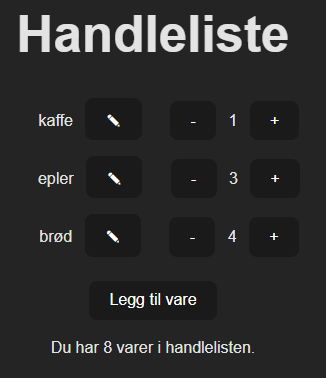 Handleliste
kaffe ✏️ - 1 +
epler ✏️ - 3 +
brød ✏️ - 4 +
Legg til vare
Du har 8 varer i handlelisten.